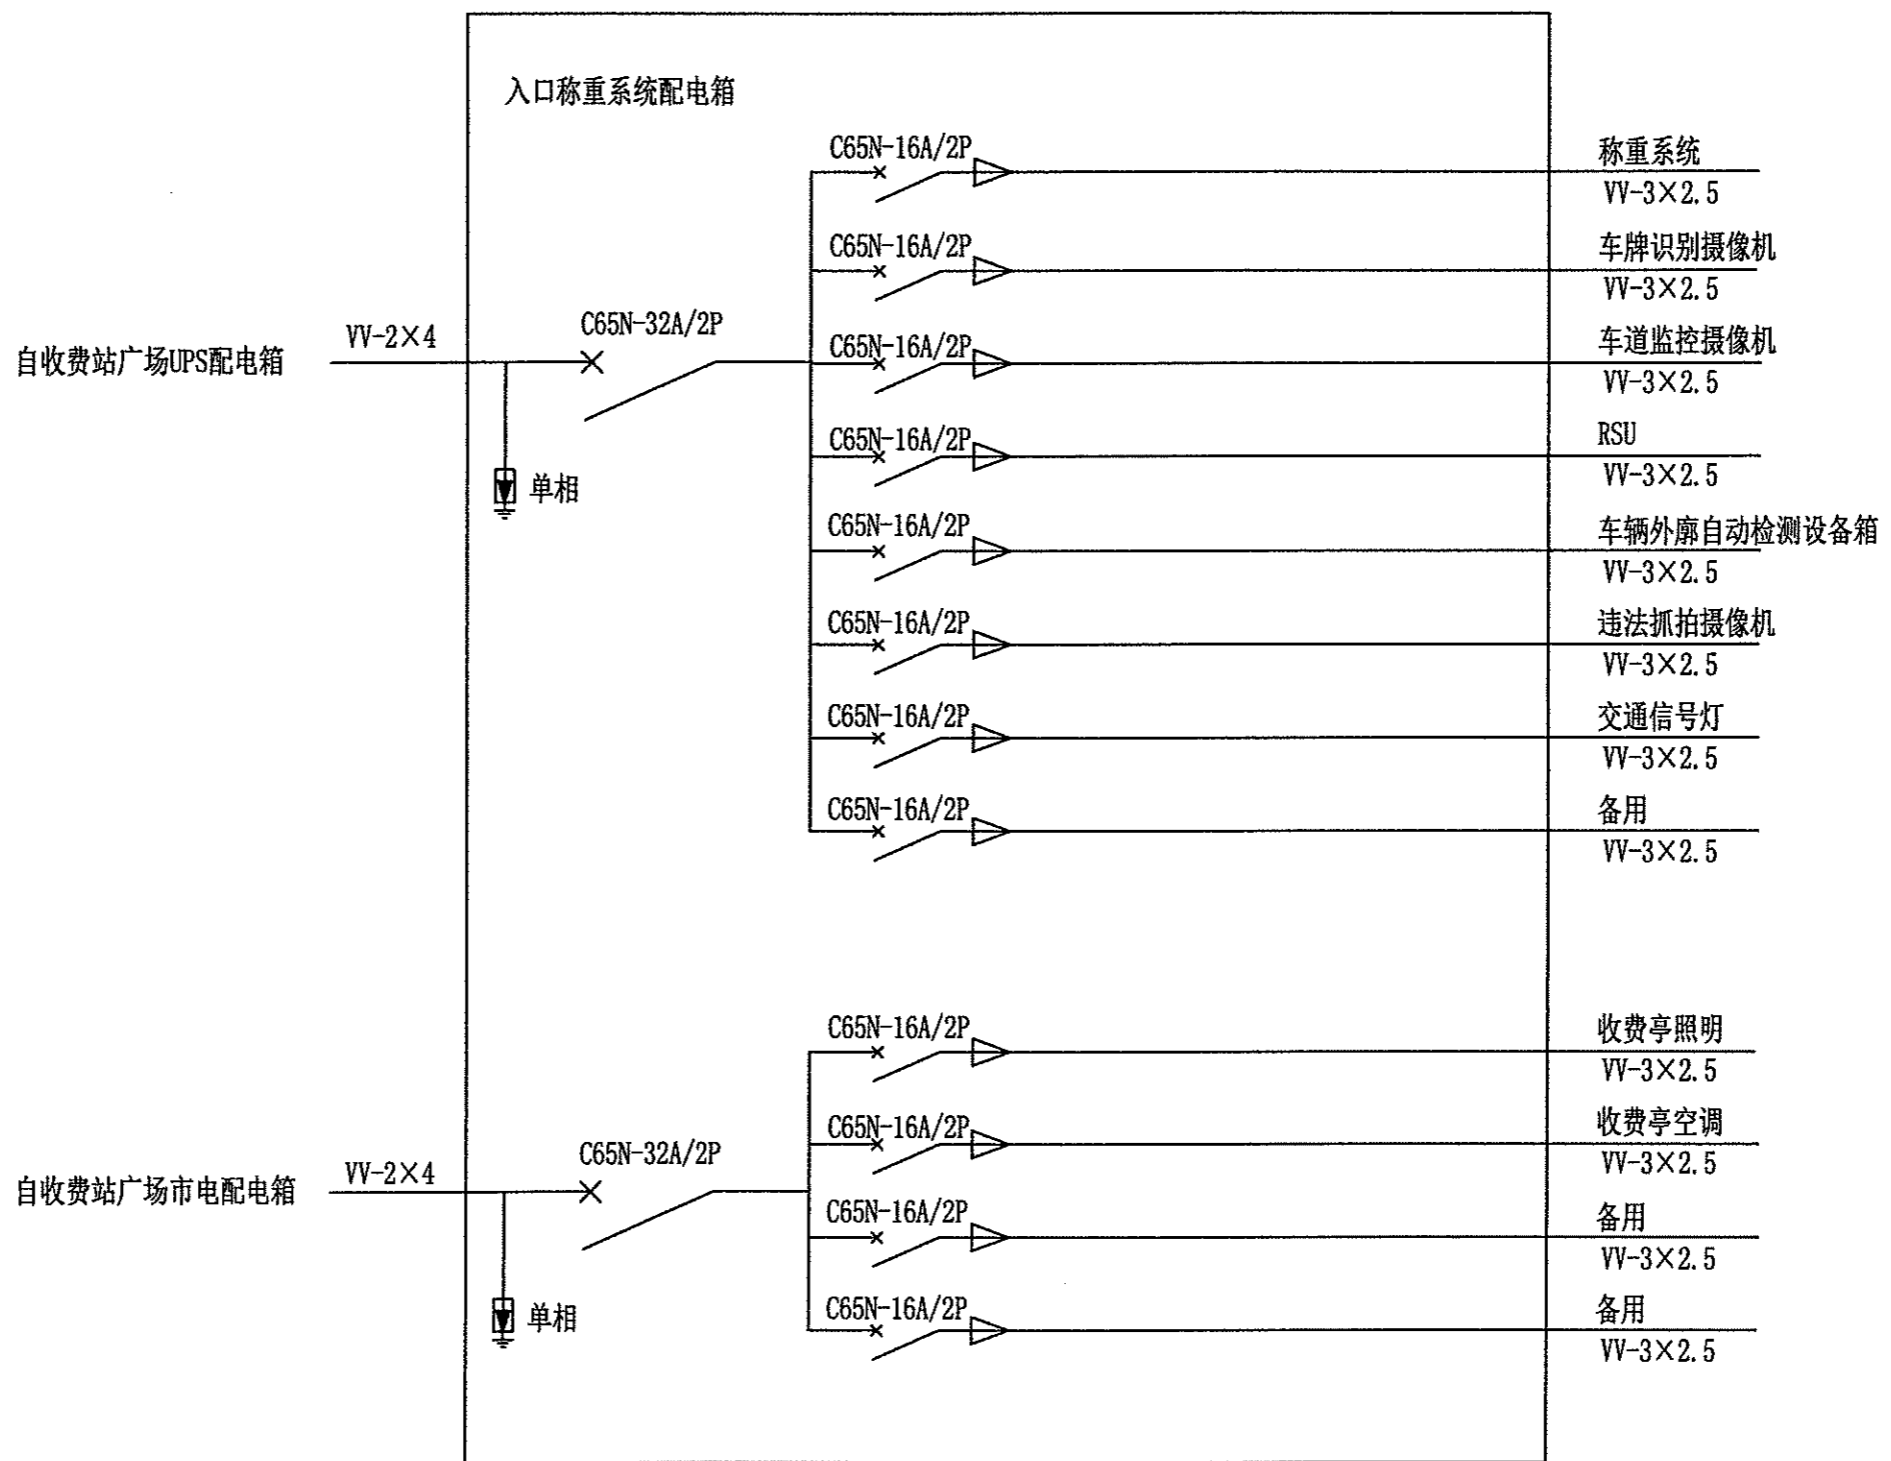 入口称重系统配电箱
C65N-16A/2P
称重系统
VV-3×2.5
C65N-16A/2P
车牌识别摄像机
VV-3×2.5
自收费站广场UPS配电箱
VV-2×4
C65N-32A/2P
单相
C65N-16A/2P
车道监控摄像机
VV-3×2.5
C65N-16A/2P
RSU
VV-3×2.5
C65N-16A/2P
车辆外廓自动检测设备箱
VV-3×2.5
C65N-16A/2P
违法抓拍摄像机
VV-3×2.5
C65N-16A/2P
交通信号灯
VV-3×2.5
C65N-16A/2P
备用
VV-3×2.5
C65N-16A/2P
收费亭照明
VV-3×2.5
自收费站广场市电配电箱
VV-2×4
C65N-32A/2P
单相
C65N-16A/2P
收费亭空调
VV-3×2.5
C65N-16A/2P
备用
VV-3×2.5
C65N-16A/2P
备用
VV-3×2.5